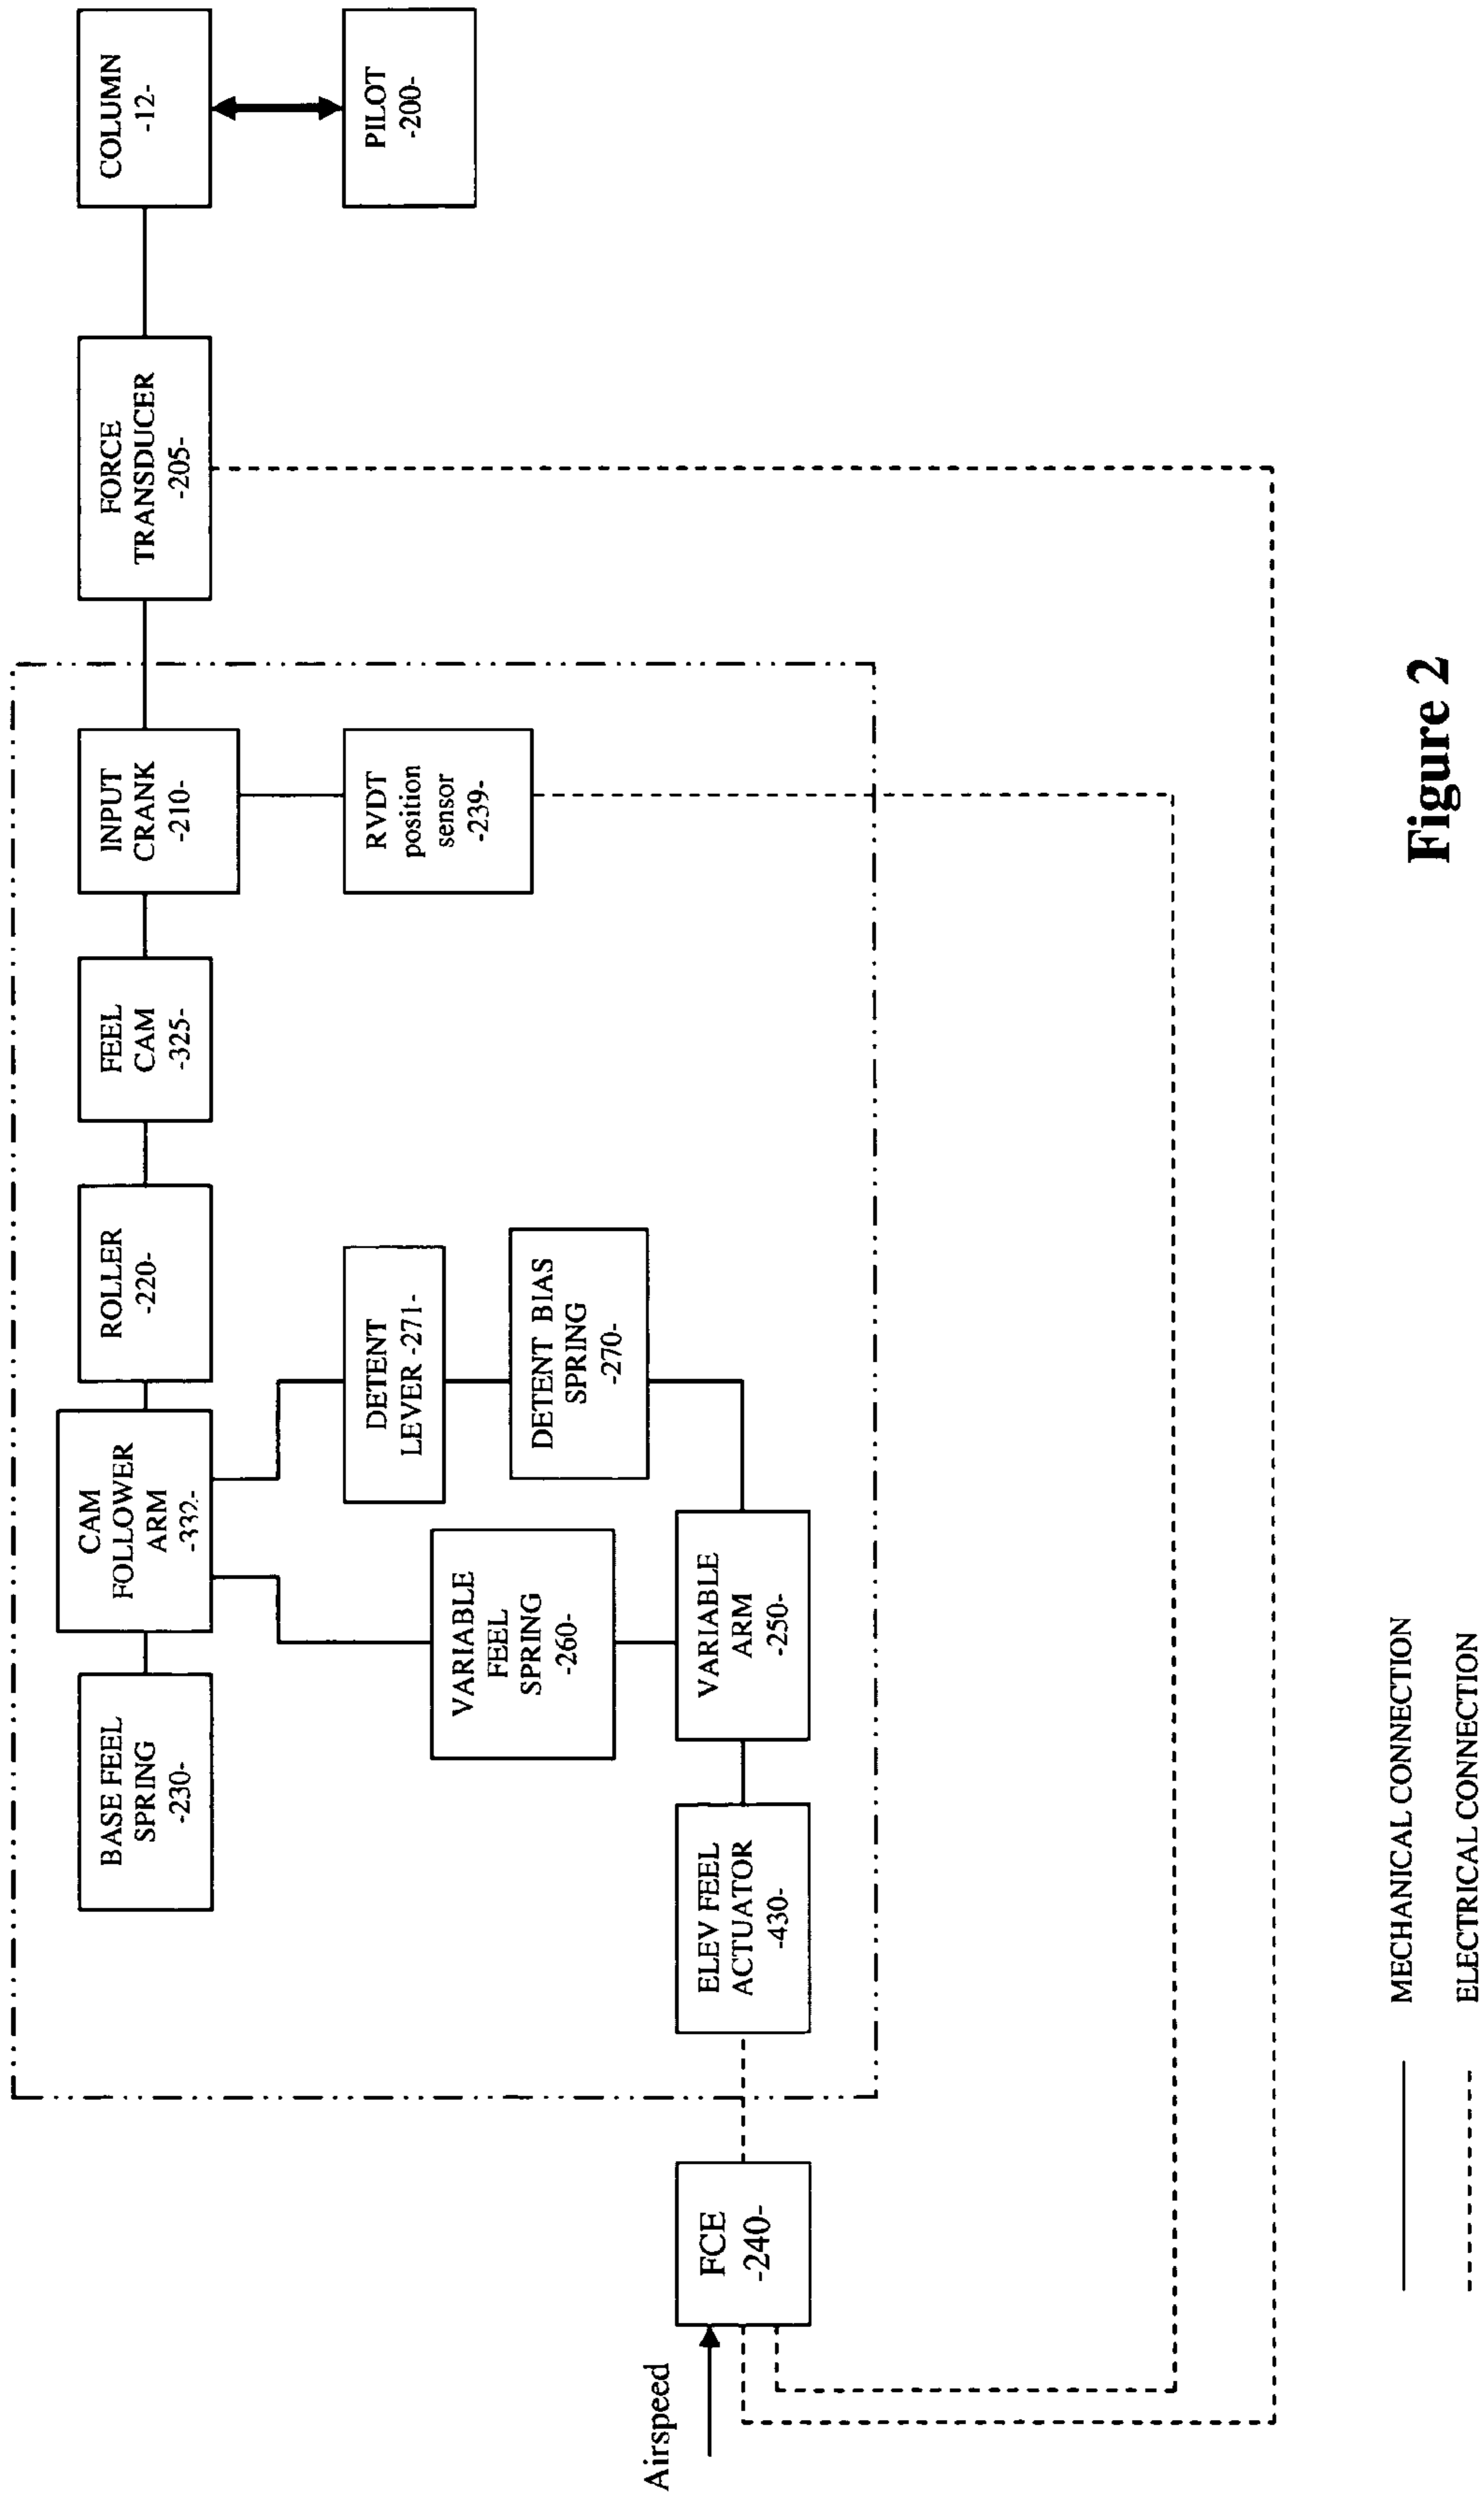 BASE FEEL
SPRING
-230-
CAM
FOLLOWER
ARM
-332-
ROLLER
-220-
FEEL
CAM
-325-
INPUT
CRANK
-210-
FORCE
TRANSDUCER
-205-
COLUMN
-12-
DETENT
LEVER -271-
RVDT
position
sensor
-239-
PILOT
-200-
VARIABLE
FEEL
SPRING
-260-
DETENT BIAS
SPRING
-270-
Airspeed
FCE
-240-
ELEV FEEL
ACTUATOR
-430-
VARIABLE
ARM
-250-
MECHANICAL CONNECTION
ELECTRICAL CONNECTION
Figure 2